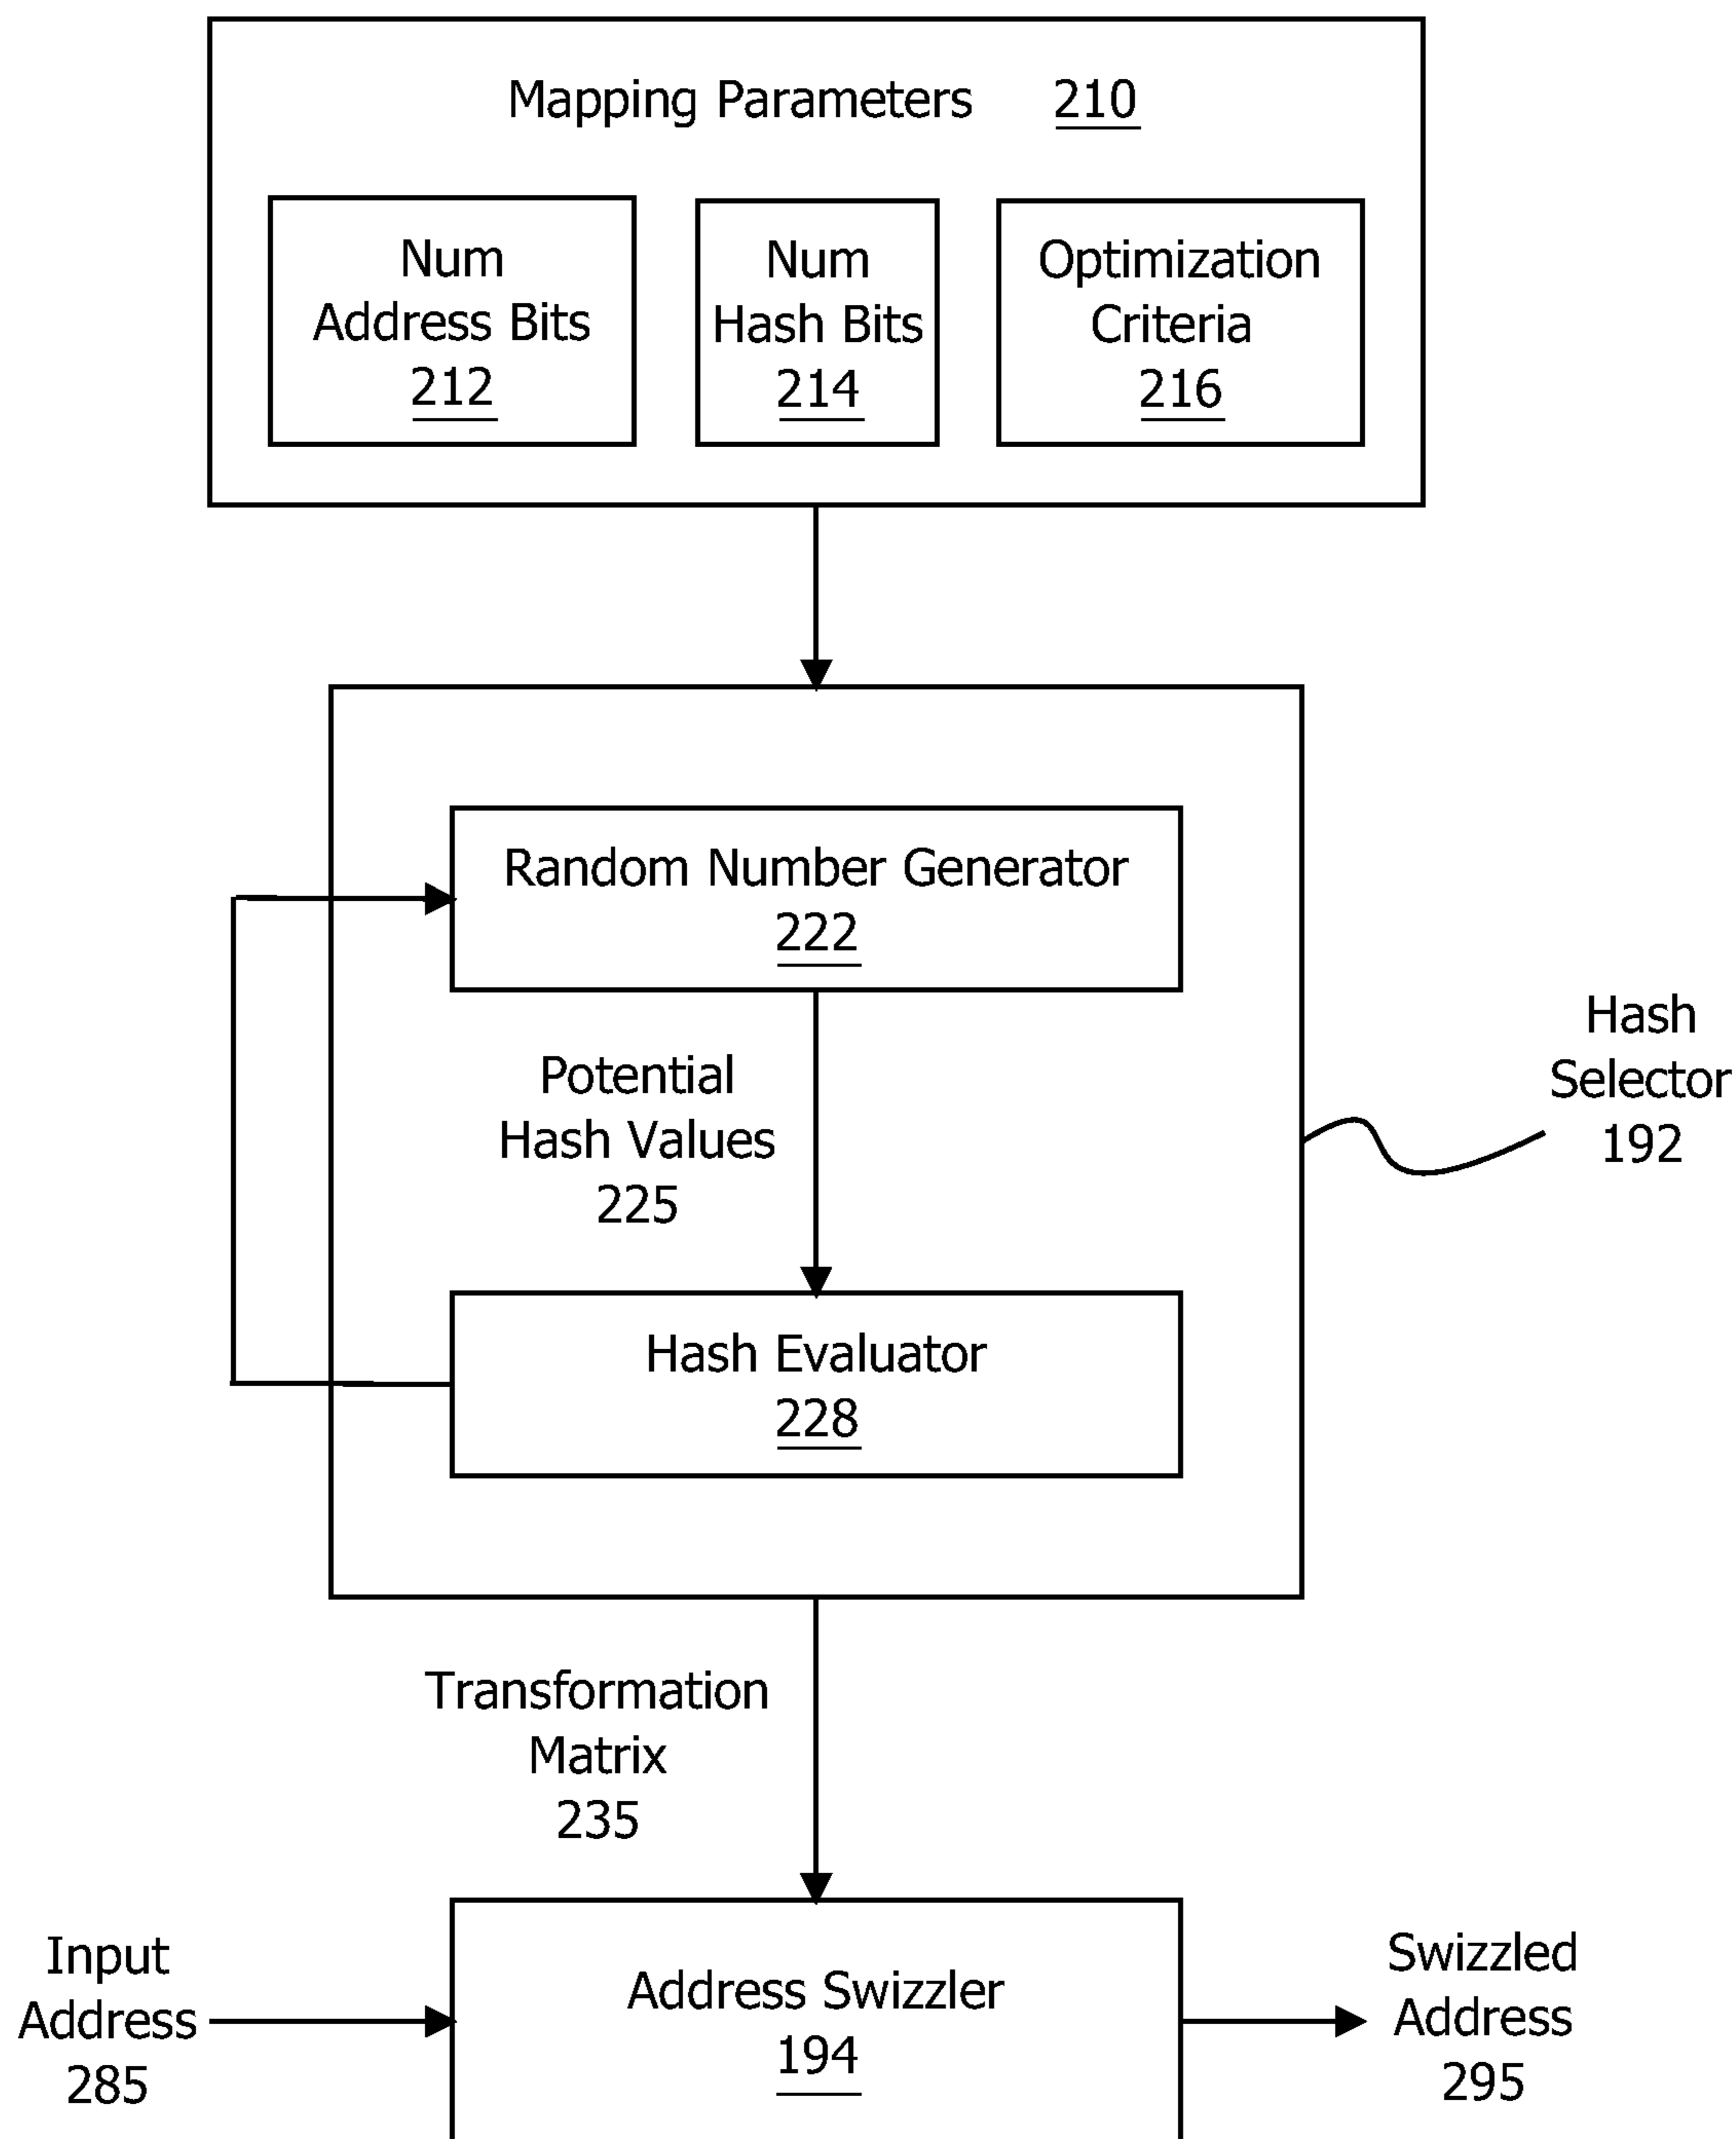 Mapping Parameters 210
Num
Address Bits
212
Num
Hash Bits
214
Optimization
Criteria
216
Random Number Generator
222
Potential
Hash Values
225
Hash Evaluator
228
Hash
Selector
192
Transformation
Matrix
235
Input
Address
285
Address Swizzler
194
Swizzled
Address
295